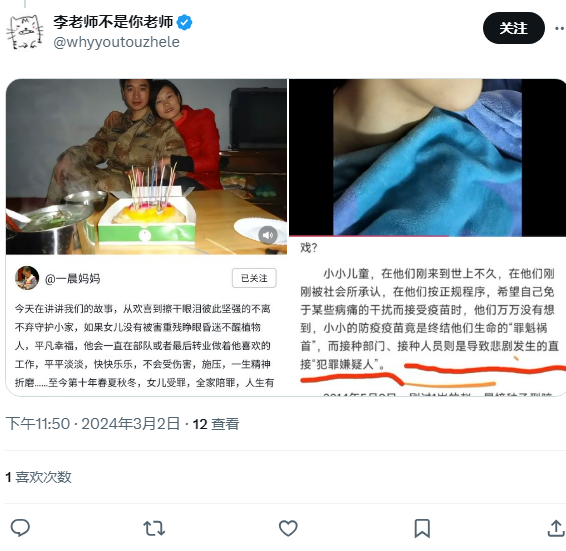 李老师不是你老师
@whyyoutouzhele
关注
@一晨妈妈
已关注
今天在讲讲我们的故事，从欢喜到擦干眼泪彼此坚强的不离
不弃守护小家，如果女儿没有被害重残睁眼昏迷不醒植物
人，平凡幸福，他会一直在部队或者最后转业做着他喜欢的
工作，平平淡淡，快快乐乐，不会受伤害，施压，一生精神
折磨......至今第十年春夏秋冬，女儿受罪，全家陪罪，人生有
戏?
小小儿童，在他们刚来到世上不久，在他们刚
刚被社会所承认，在他们按正规程序，希望自己免
于某些病痛的干扰而接受疫苗时，他们万万没有想
到，小小的防疫疫苗竟是终结他们生命的“罪魁祸
首”，而接种部门、接种人员则是导致悲剧发生的直
接“犯罪嫌疑人”。
下午11:50 · 2024年3月2日 · 12 查看
1 喜欢次数